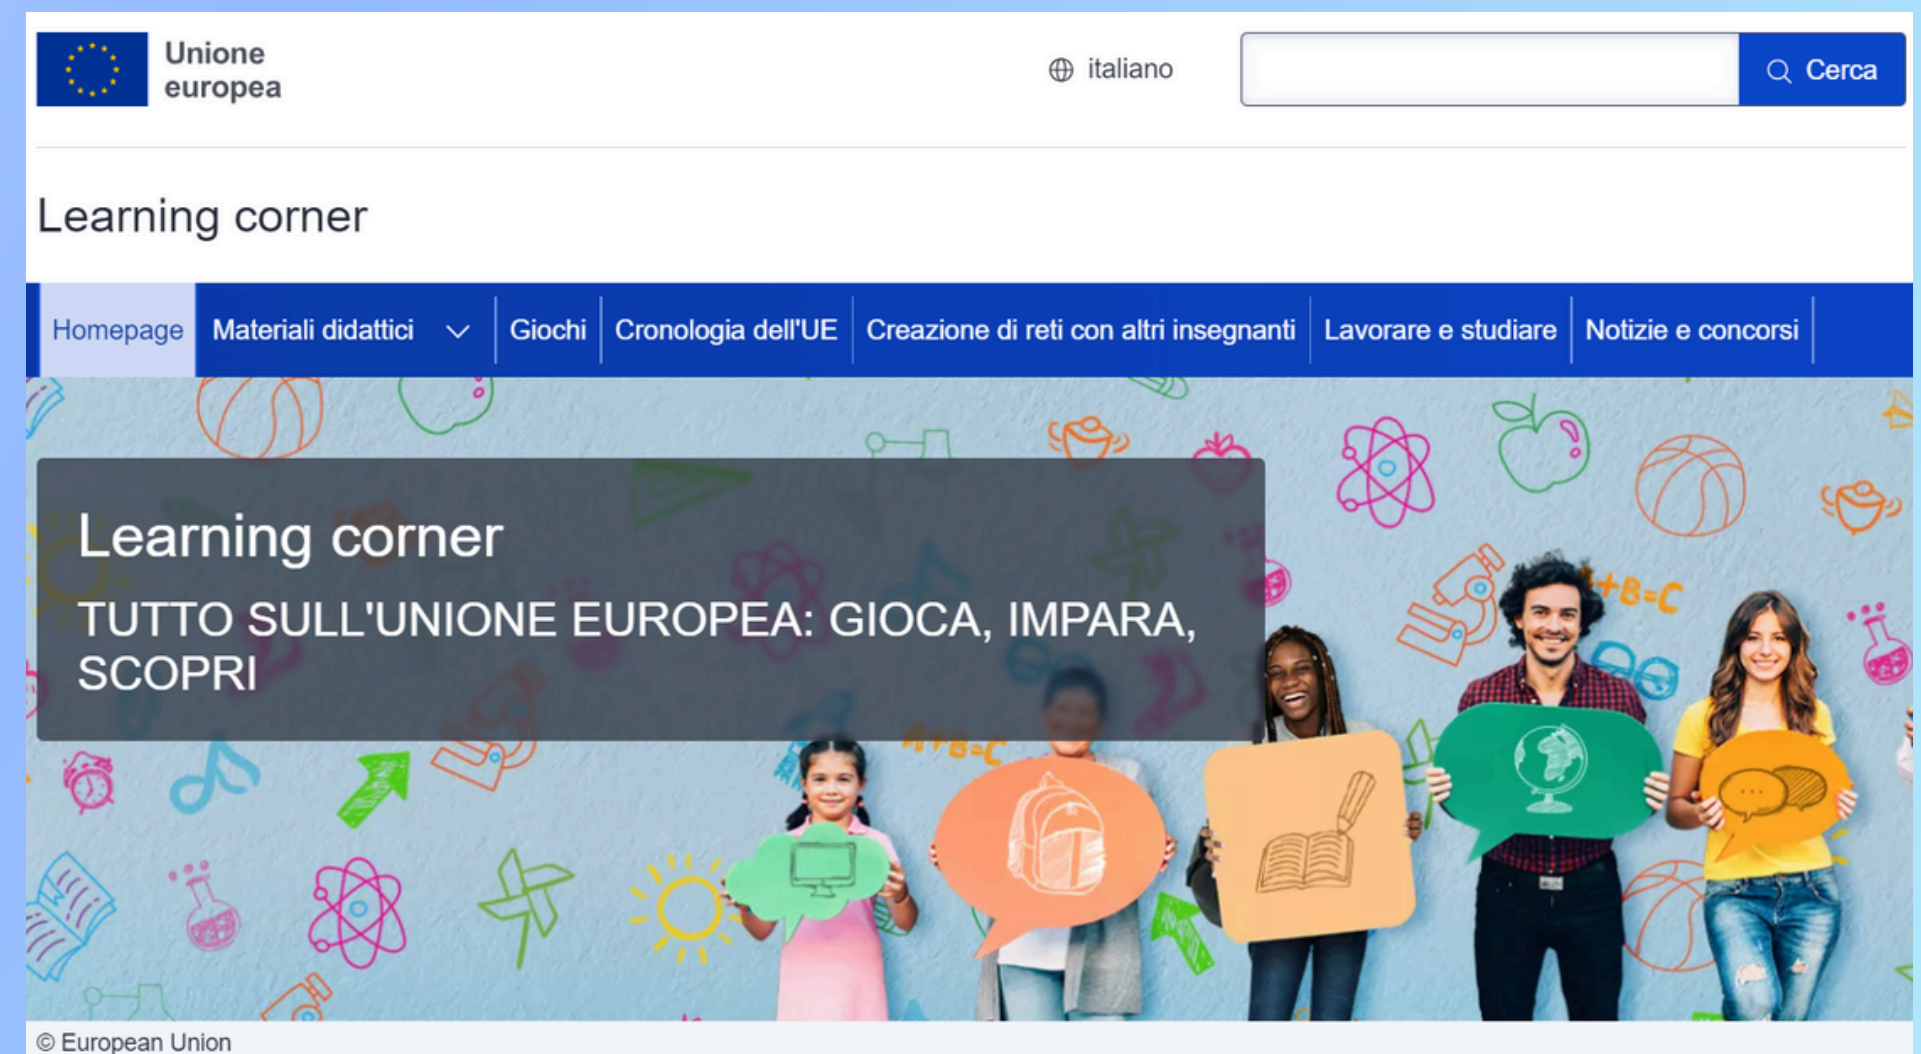 Unione
europea
italiano
Cerca
Learning corner
Homepage
Materiali didattici
Giochi
Cronologia dell'UE
Creazione di reti con altri insegnanti
Lavorare e studiare
Notizie e concorsi
Learning corner
TUTTO SULL'UNIONE EUROPEA: GIOCA, IMPARA,
SCOPRI
A+B=C
A+B=C
© European Union